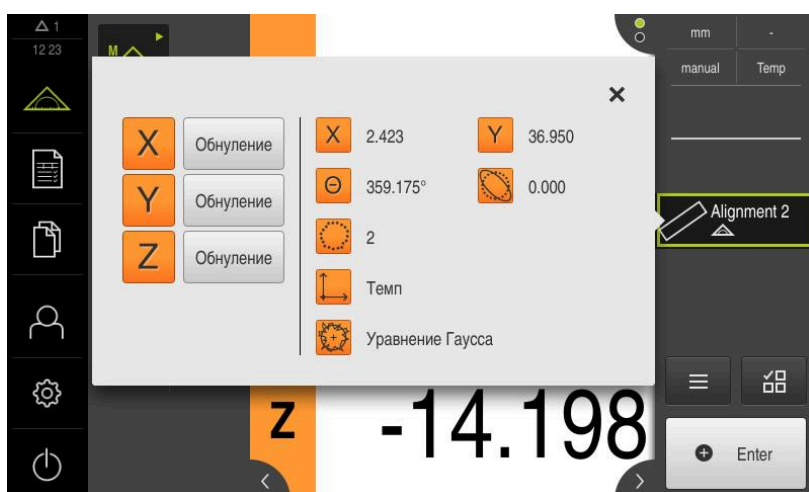 1
12 23
M
mm -
manual Temp
X Обнуление X 2.423 Y 36.950
Y Обнуление Θ 359.175° 0.000
Z Обнуление 2
Темп
Уравнение Гаусса
Alignment 2
Z -14.198
Enter